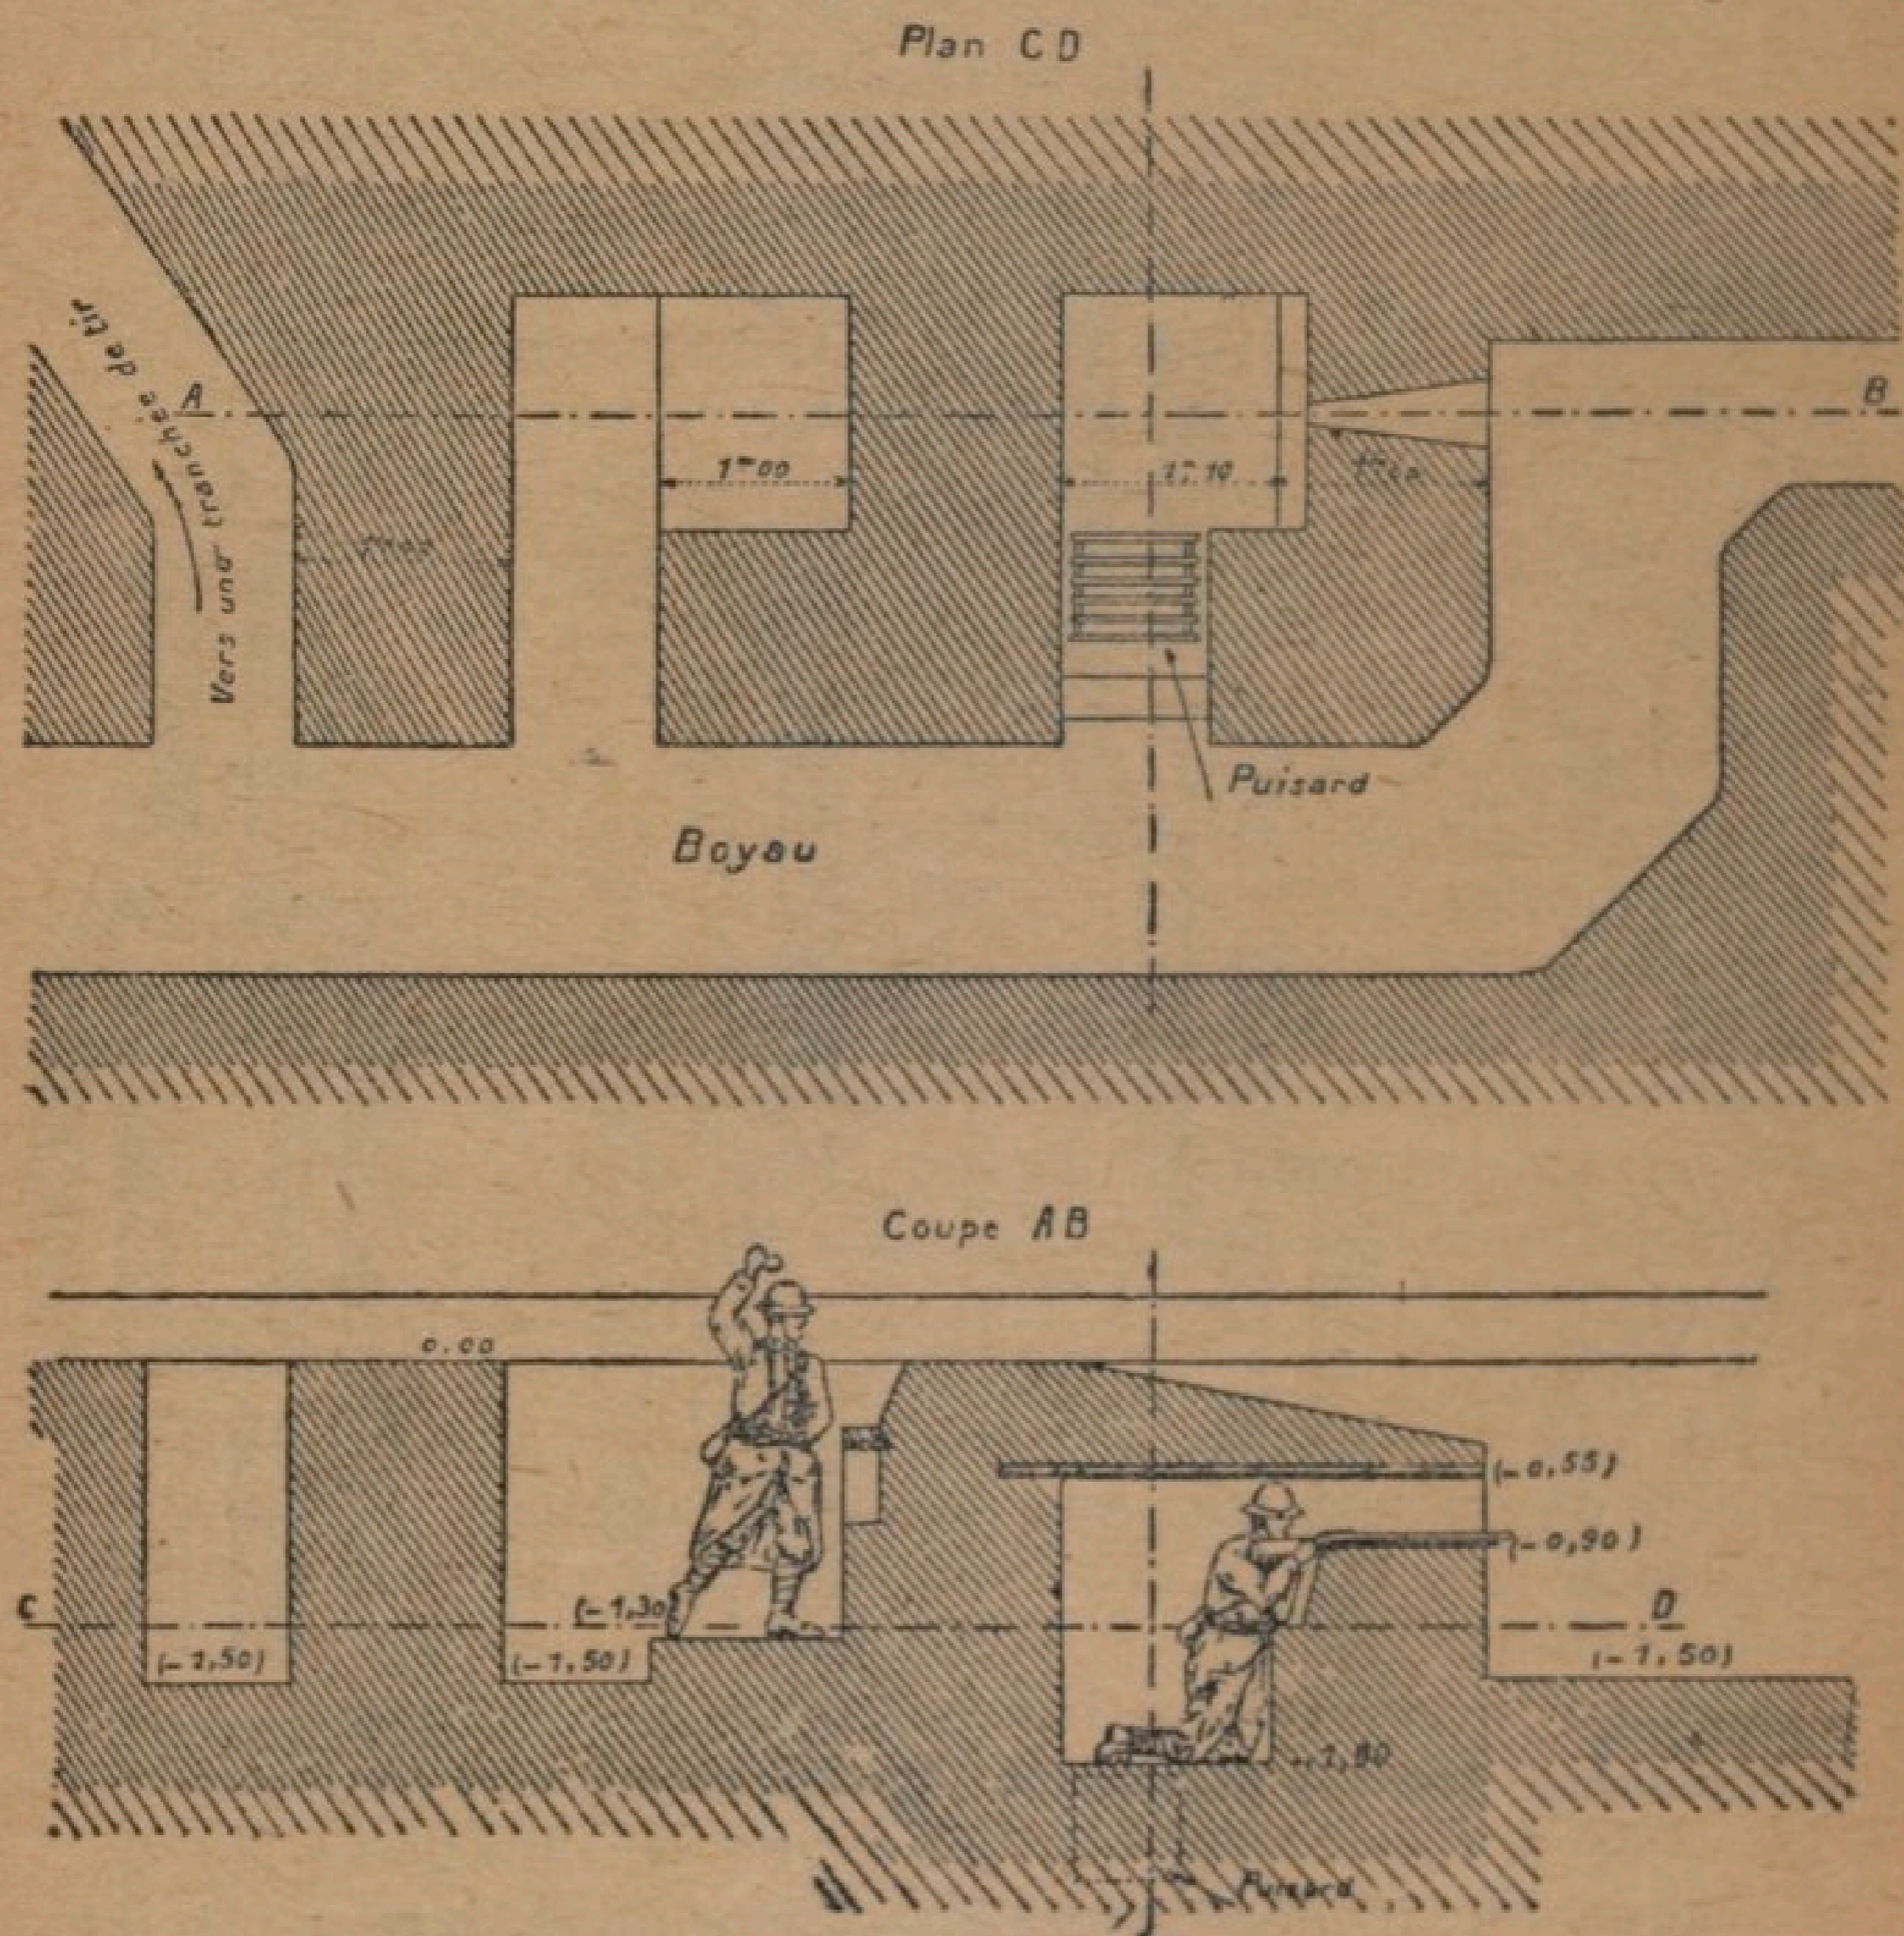 Plan C D
Vers une tranchée de tir
A
B
1m00
1m10
Puisard
Boyau
Coupe AB
0.00
(-0,55)
(-0,90)
C
(-1,30
D
(-1,50)
(-1,50)
(-1,50)
Puisard